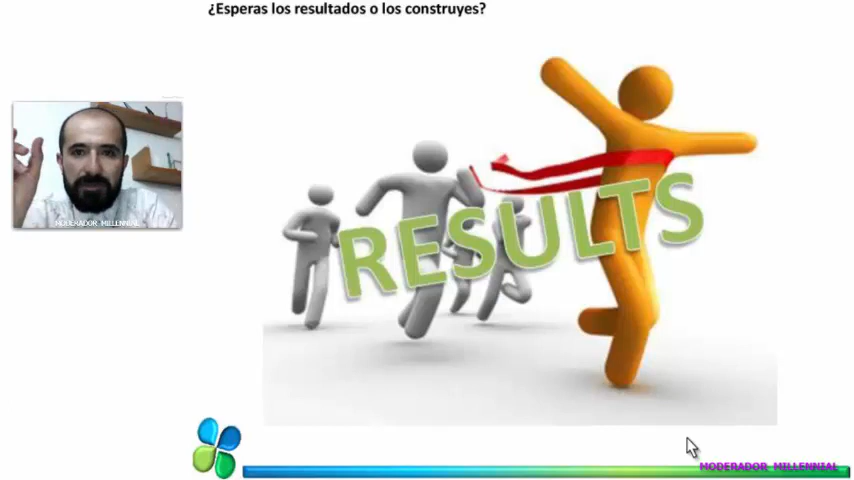 ¿Esperas los resultados o los construyes?
RESULTS
MODERADOR MILLENNIAL
MODERADOR MILLENNIAL